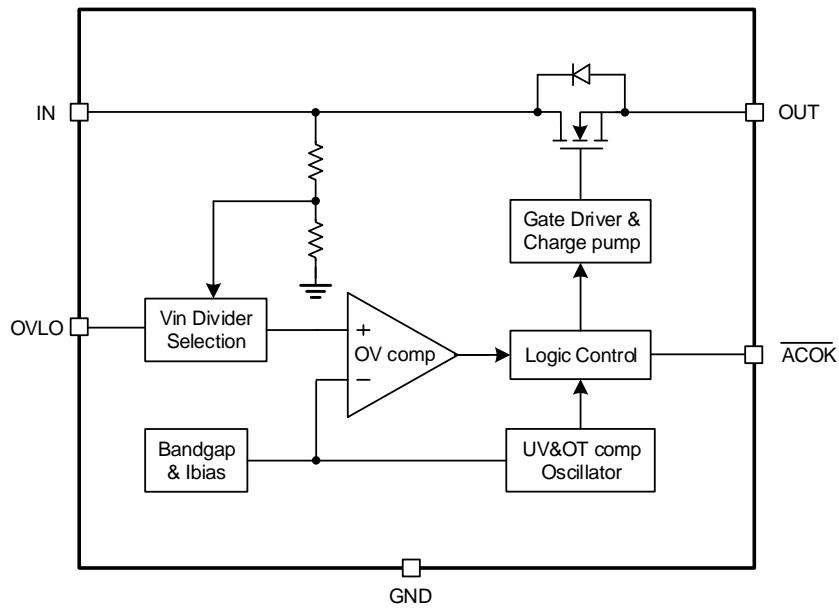 IN
OUT
Gate Driver &
Charge pump
OVLO
Vin Divider
Selection
+
OV comp
−
Logic Control
ACOK
Bandgap
& Ibias
UV&OT comp
Oscillator
GND